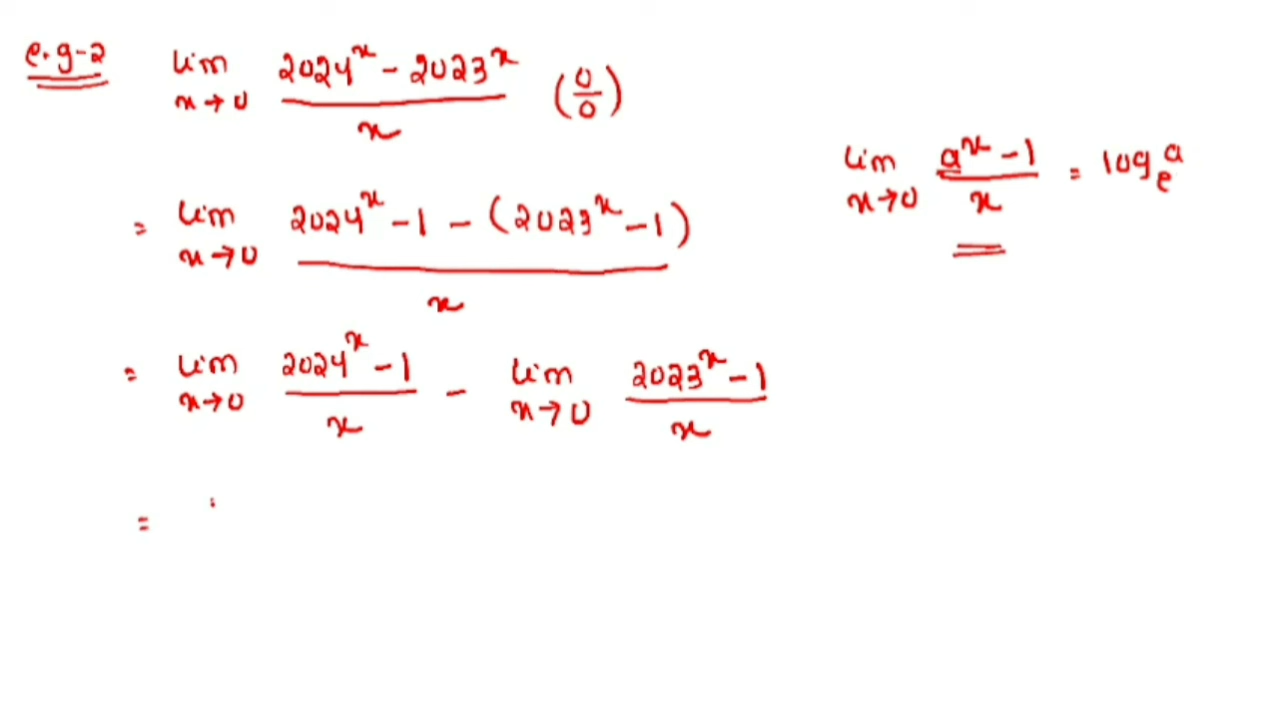 e.g-2 lim x→0 (2024^x - 2023^x)/x (0/0)
lim x→0 (a^x - 1)/x = log_e a
= lim x→0 (2024^x - 1 - (2023^x - 1))/x
= lim x→0 (2024^x - 1)/x - lim x→0 (2023^x - 1)/x
=